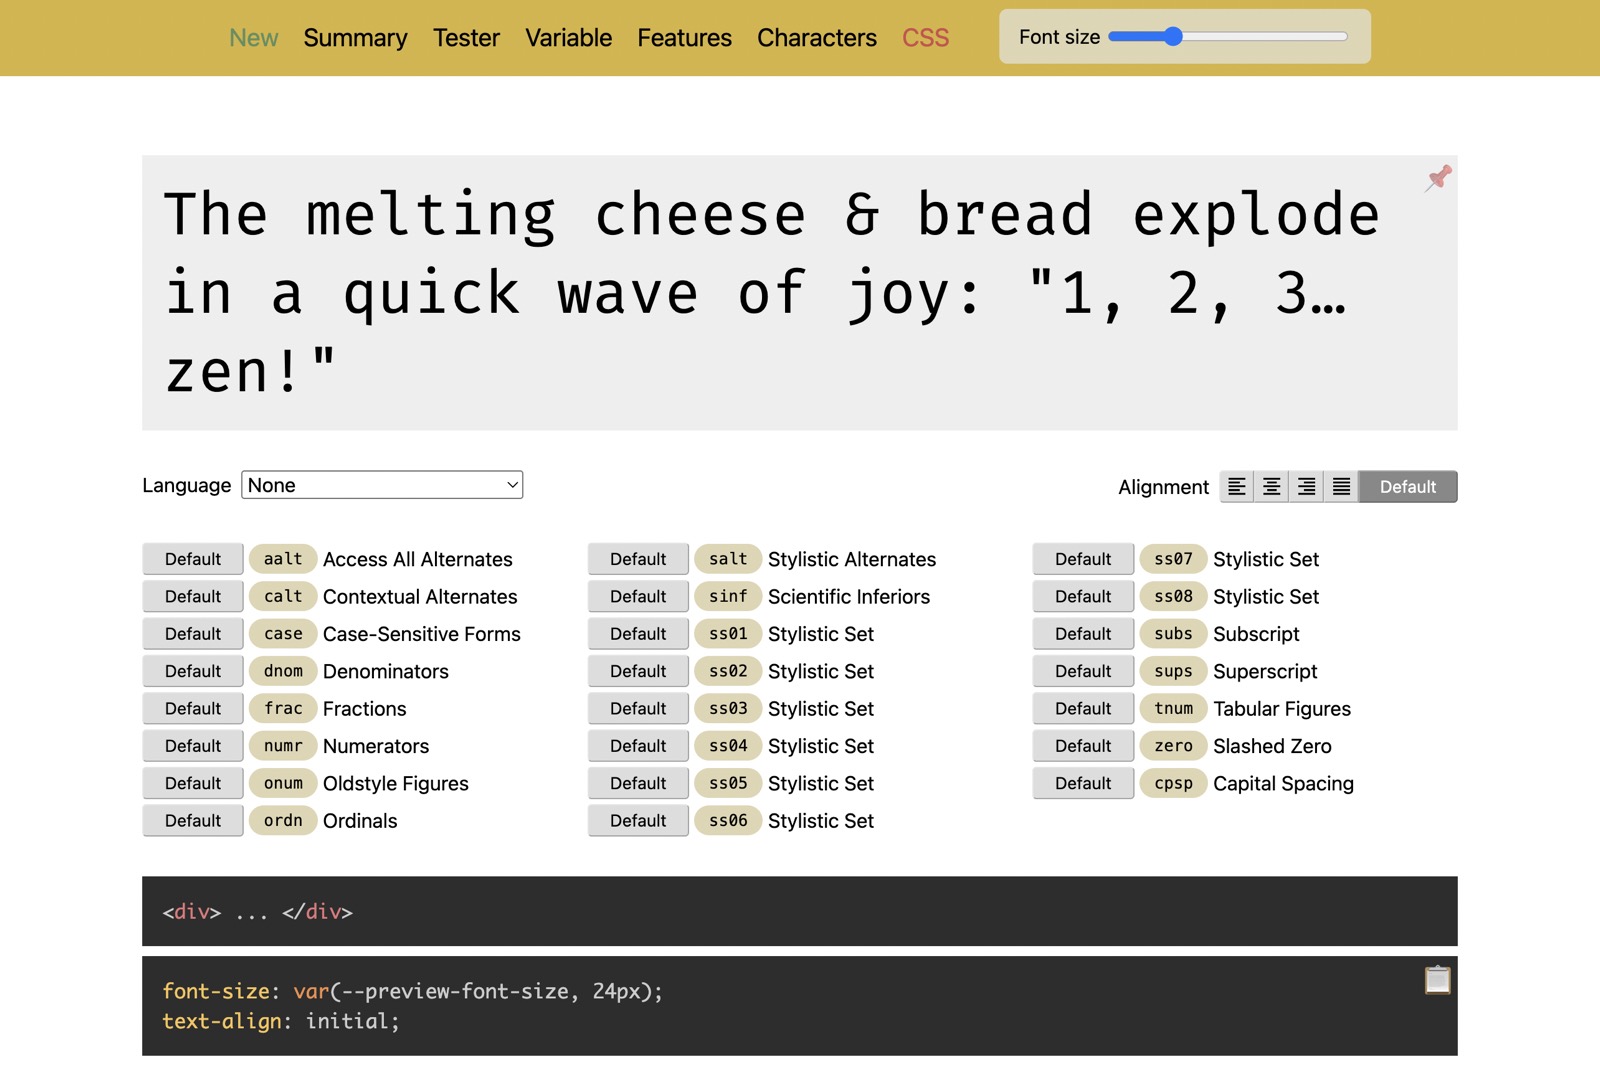 New Summary Tester Variable Features Characters CSS Font size
The melting cheese & bread explode
in a quick wave of joy: "1, 2, 3…
zen!"
Language None Alignment Default
Default aalt Access All Alternates
Default calt Contextual Alternates
Default case Case-Sensitive Forms
Default dnom Denominators
Default frac Fractions
Default numr Numerators
Default onum Oldstyle Figures
Default ordn Ordinals
Default salt Stylistic Alternates
Default sinf Scientific Inferiors
Default ss01 Stylistic Set
Default ss02 Stylistic Set
Default ss03 Stylistic Set
Default ss04 Stylistic Set
Default ss05 Stylistic Set
Default ss06 Stylistic Set
Default ss07 Stylistic Set
Default ss08 Stylistic Set
Default subs Subscript
Default sups Superscript
Default tnum Tabular Figures
Default zero Slashed Zero
Default cpsp Capital Spacing
<div> ... </div>
font-size: var(--preview-font-size, 24px);
text-align: initial;